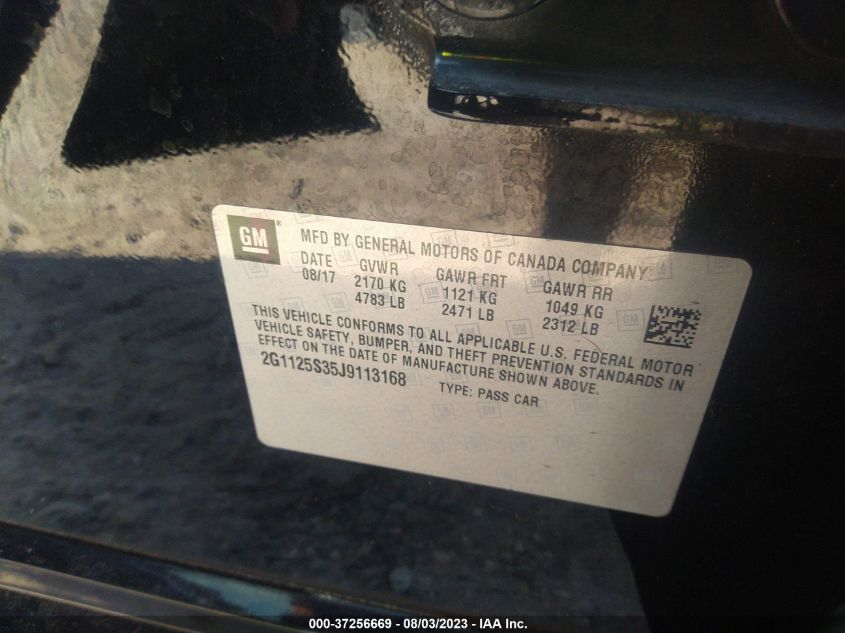 GM ® MFD BY GENERAL MOTORS OF CANADA COMPANY
DATE GVWR GAWR FRT GAWR RR
08/17 2170 KG 1121 KG 1049 KG
4783 LB 2471 LB 2312 LB
THIS VEHICLE CONFORMS TO ALL APPLICABLE U.S. FEDERAL MOTOR
VEHICLE SAFETY, BUMPER, AND THEFT PREVENTION STANDARDS IN
EFFECT ON THE DATE OF MANUFACTURE SHOWN ABOVE.
2G1125S35J9113168 TYPE: PASS CAR
000-37256669 - 08/03/2023 - IAA Inc.